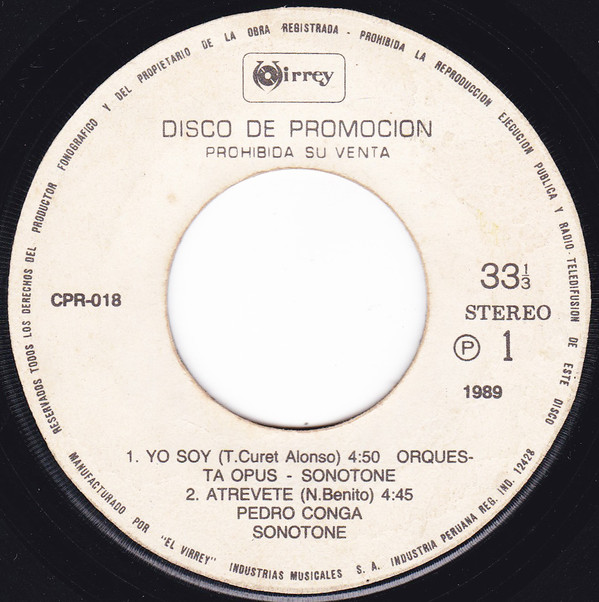 RESERVADOS TODOS LOS DERECHOS DEL PRODUCTOR FONOGRAFICO Y DEL PROPIETARIO DE LA OBRA REGISTRADA - PROHIBIDA LA REPRODUCCION EJECUCION PUBLICA Y RADIO-TELEDIFUSION DE ESTE DISCO
Virrey
DISCO DE PROMOCION
PROHIBIDA SU VENTA
CPR-018
33 1/3
STEREO
Ⓟ 1
1989
1. YO SOY (T.Curet Alonso) 4:50 ORQUES-
TA OPUS - SONOTONE
2. ATREVETE (N.Benito) 4:45
PEDRO CONGA
SONOTONE
MANUFACTURADO POR "EL VIRREY" INDUSTRIAS MUSICALES S. A. INDUSTRIA PERUANA REG. IND. 12428